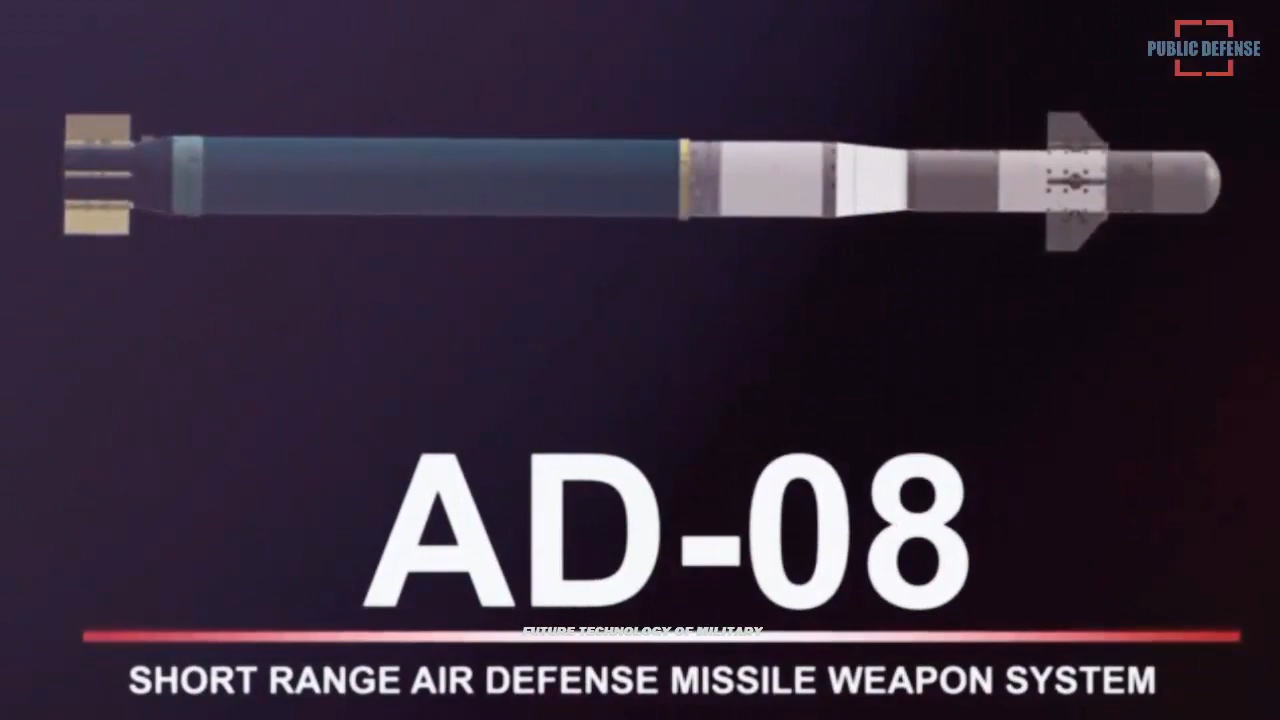 PUBLIC DEFENSE
AD-08
FUTURE TECHNOLOGY OF MILITARY
SHORT RANGE AIR DEFENSE MISSILE WEAPON SYSTEM